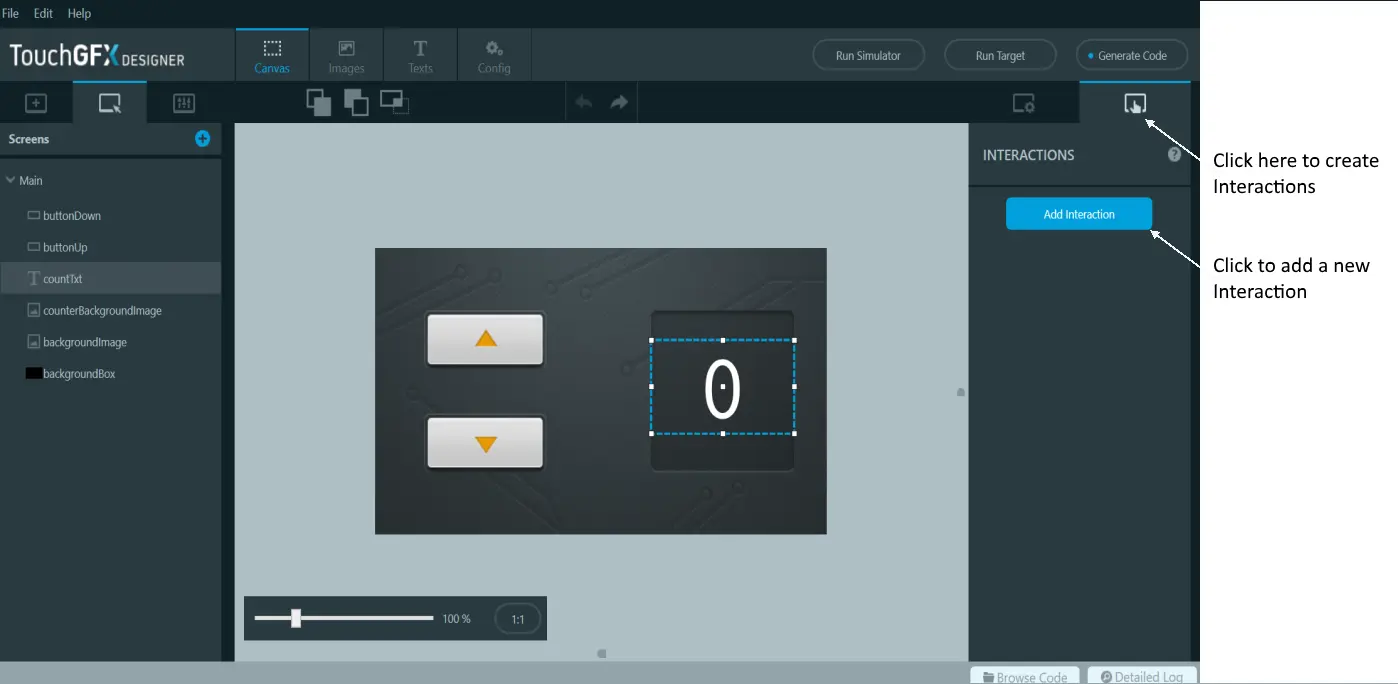 File Edit Help
TouchGFX DESIGNER
Canvas Images Texts Config
Run Simulator Run Target Generate Code
Screens
INTERACTIONS
Click here to create
Interactions
Main
Add Interaction
buttonDown
buttonUp
Click to add a new
Interaction
countTxt
counterBackgroundImage
backgroundImage
backgroundBox
0
100 % 1:1
Browse Code Detailed Log